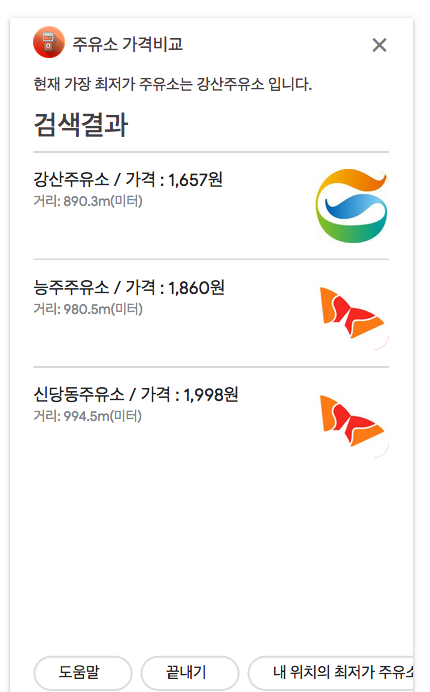 주유소 가격비교
현재 가장 최저가 주유소는 강산주유소 입니다.
검색결과
강산주유소 / 가격 : 1,657원
거리: 890.3m(미터)
능주주유소 / 가격 : 1,860원
거리: 980.5m(미터)
신당동주유소 / 가격 : 1,998원
거리: 994.5m(미터)
도움말
끝내기
내 위치의 최저가 주유소